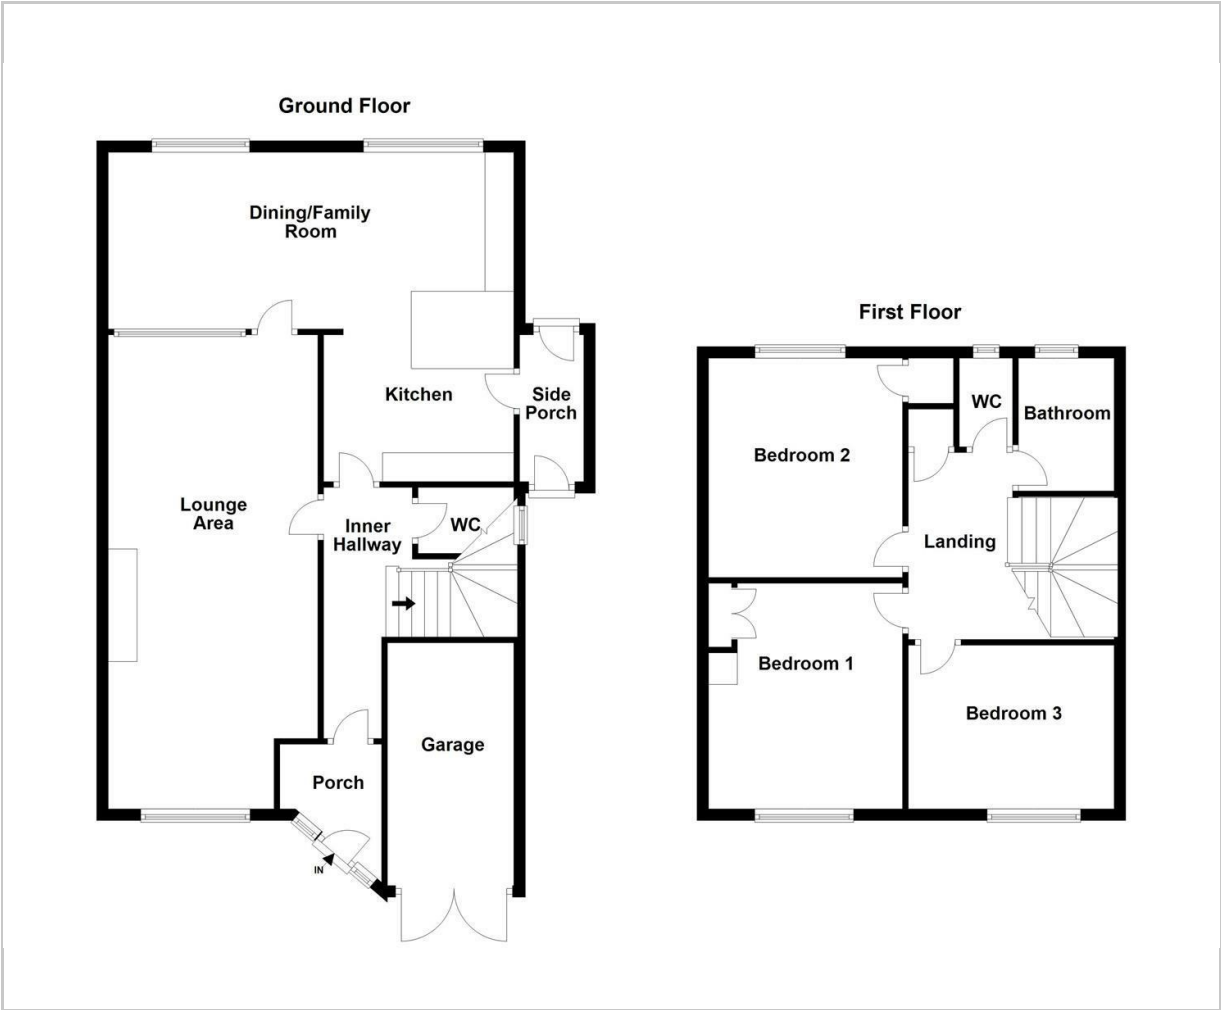 Ground Floor
Dining/Family
Room
Kitchen
Side
Porch
Lounge
Area
Inner
Hallway
WC
Garage
Porch
IN
First Floor
WC
Bathroom
Bedroom 2
Landing
Bedroom 1
Bedroom 3